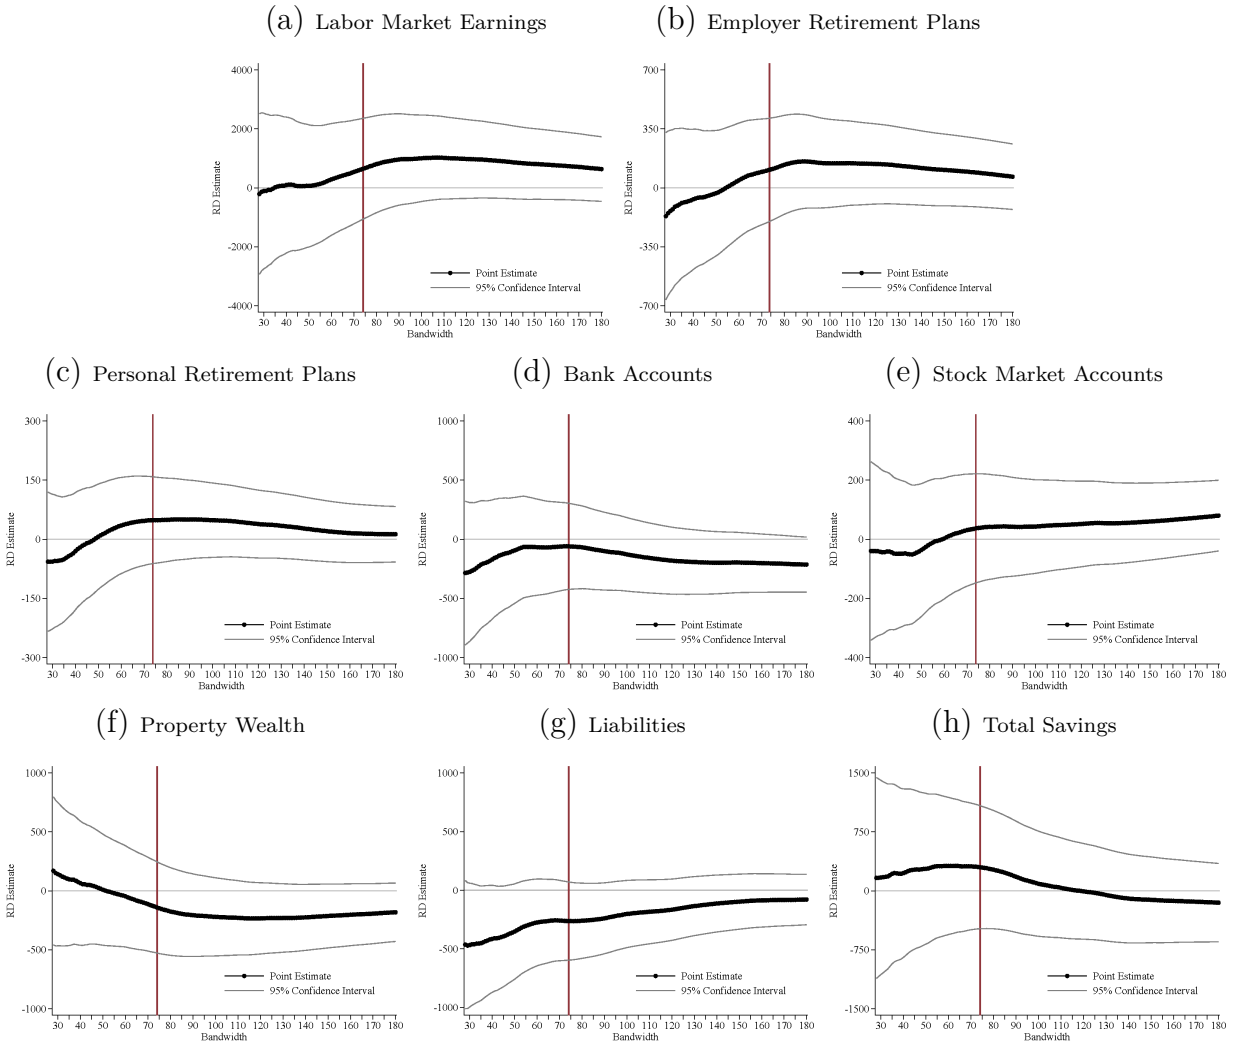 (a) Labor Market Earnings
(b) Employer Retirement Plans
4000
2000
0
-2000
-4000
RD Estimate
Point Estimate
95% Confidence Interval
30 40 50 60 70 80 90 100 110 120 130 140 150 160 170 180
Bandwidth
700
350
0
-350
-700
RD Estimate
Point Estimate
95% Confidence Interval
30 40 50 60 70 80 90 100 110 120 130 140 150 160 170 180
Bandwidth
(c) Personal Retirement Plans
(d) Bank Accounts
(e) Stock Market Accounts
300
150
0
-150
-300
RD Estimate
Point Estimate
95% Confidence Interval
30 40 50 60 70 80 90 100 110 120 130 140 150 160 170 180
Bandwidth
1000
500
0
-500
-1000
RD Estimate
Point Estimate
95% Confidence Interval
30 40 50 60 70 80 90 100 110 120 130 140 150 160 170 180
Bandwidth
400
200
0
-200
-400
RD Estimate
Point Estimate
95% Confidence Interval
30 40 50 60 70 80 90 100 110 120 130 140 150 160 170 180
Bandwidth
(f) Property Wealth
(g) Liabilities
(h) Total Savings
1000
500
0
-500
-1000
RD Estimate
Point Estimate
95% Confidence Interval
30 40 50 60 70 80 90 100 110 120 130 140 150 160 170 180
Bandwidth
1000
500
0
-500
-1000
RD Estimate
Point Estimate
95% Confidence Interval
30 40 50 60 70 80 90 100 110 120 130 140 150 160 170 180
Bandwidth
1500
750
0
-750
-1500
RD Estimate
Point Estimate
95% Confidence Interval
30 40 50 60 70 80 90 100 110 120 130 140 150 160 170 180
Bandwidth